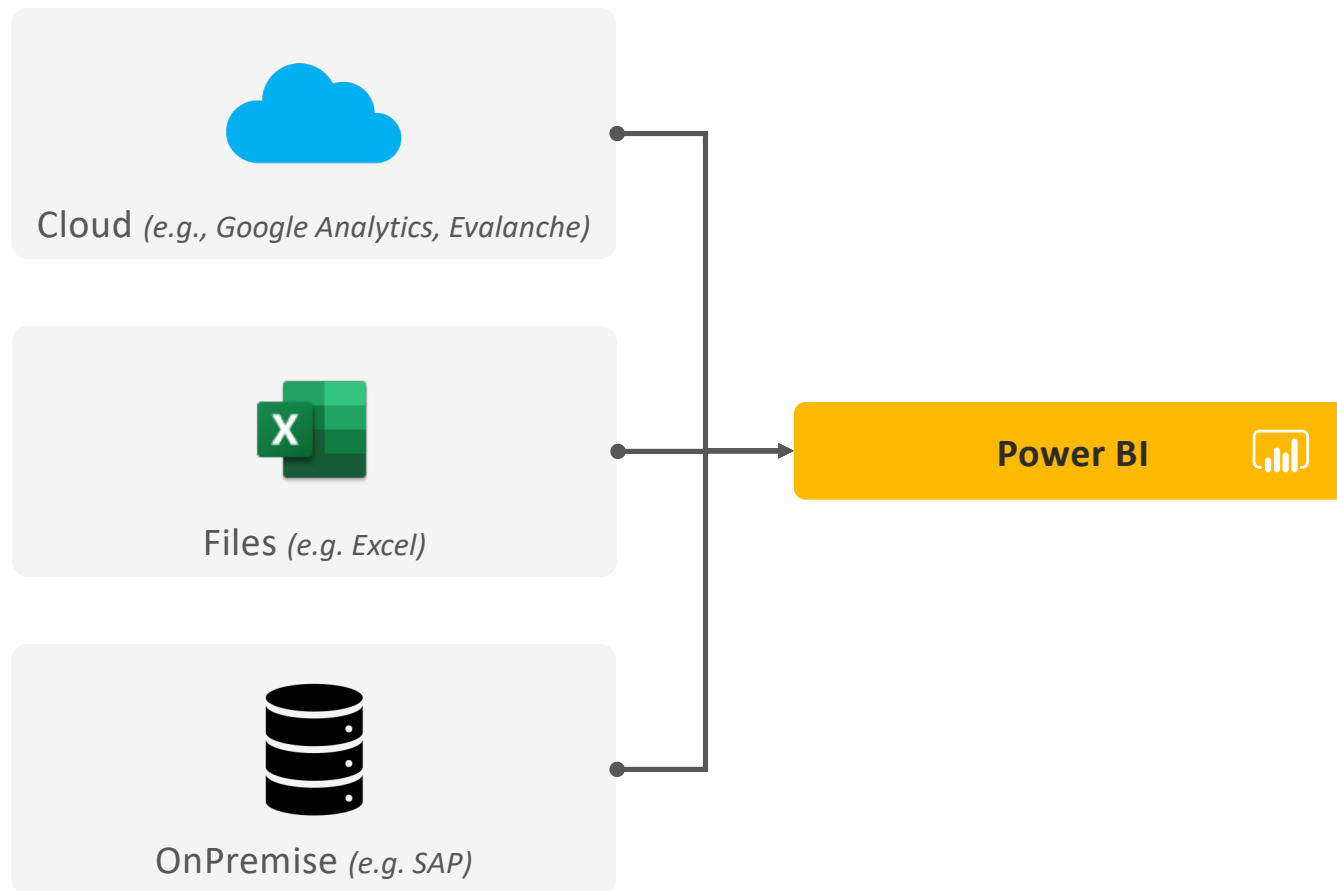 Cloud (e.g., Google Analytics, Evalanche)
X
Files (e.g. Excel)
Power BI
OnPremise (e.g. SAP)